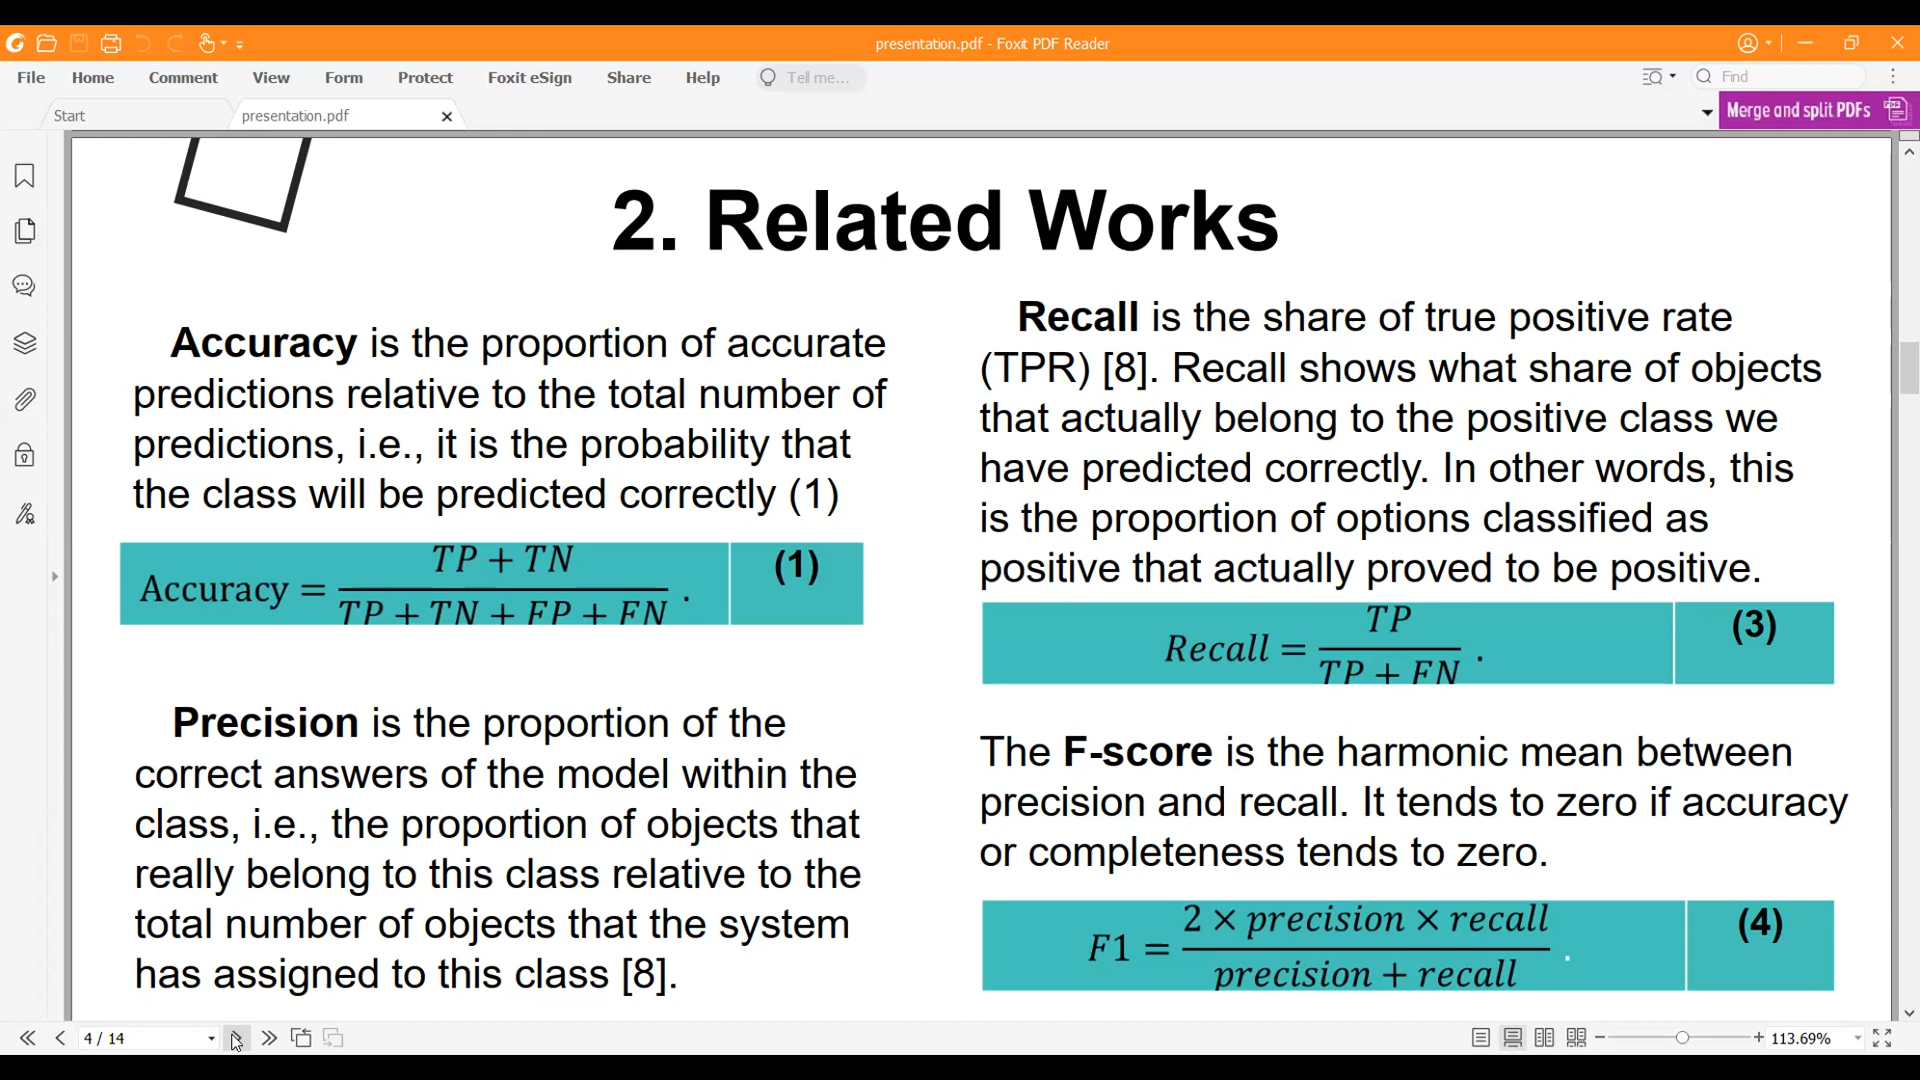 presentation.pdf - Foxit PDF Reader
File Home Comment View Form Protect Foxit eSign Share Help Tell me... Find
Start presentation.pdf Merge and split PDFs
2. Related Works
Accuracy is the proportion of accurate
predictions relative to the total number of
predictions, i.e., it is the probability that
the class will be predicted correctly (1)
Accuracy = TP + TN / TP + TN + FP + FN . (1)
Precision is the proportion of the
correct answers of the model within the
class, i.e., the proportion of objects that
really belong to this class relative to the
total number of objects that the system
has assigned to this class [8].
Recall is the share of true positive rate
(TPR) [8]. Recall shows what share of objects
that actually belong to the positive class we
have predicted correctly. In other words, this
is the proportion of options classified as
positive that actually proved to be positive.
Recall = TP / TP + FN . (3)
The F-score is the harmonic mean between
precision and recall. It tends to zero if accuracy
or completeness tends to zero.
F1 = 2 × precision × recall / precision + recall . (4)
4 / 14 113.69%